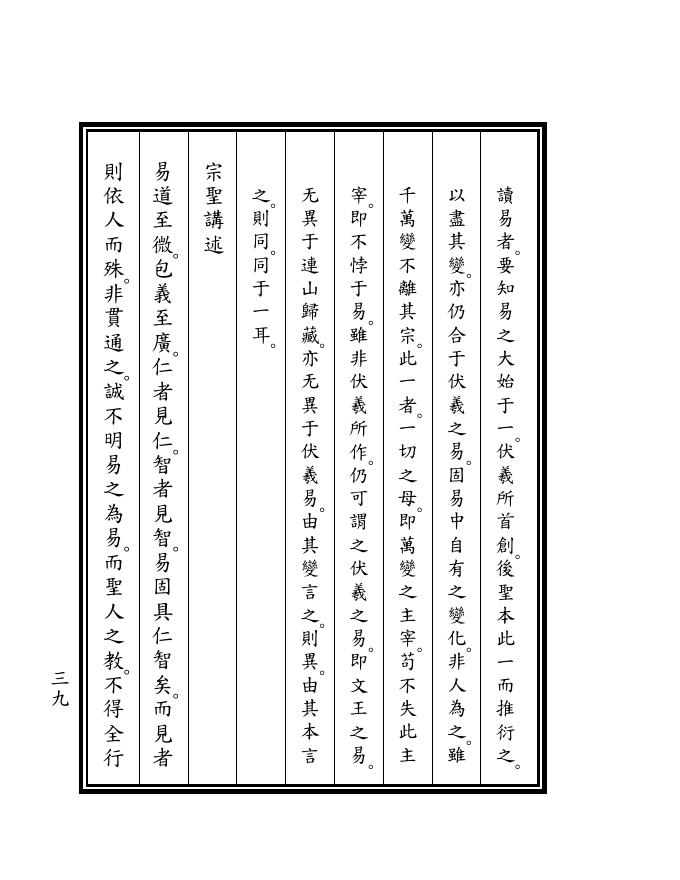 讀易者。要知易之大始于一。伏羲所首創。後聖本此一而推衍之。
以盡其變。亦仍合于伏羲之易。固易中自有之變化。非人為之。雖
千萬變不離其宗。此一者。一切之母。即萬變之主宰。苟不失此主
宰。即不悖于易。雖非伏羲所作。仍可謂之伏羲之易。即文王之易。
无異于連山歸藏。亦无異于伏羲易。由其變言之。則異。由其本言
之。則同。同于一耳。
宗聖講述
易道至微。包義至廣。仁者見仁。智者見智。易固具仁智矣。而見者
則依人而殊。非貫通之。誠不明易之為易。而聖人之教。不得全行
三九